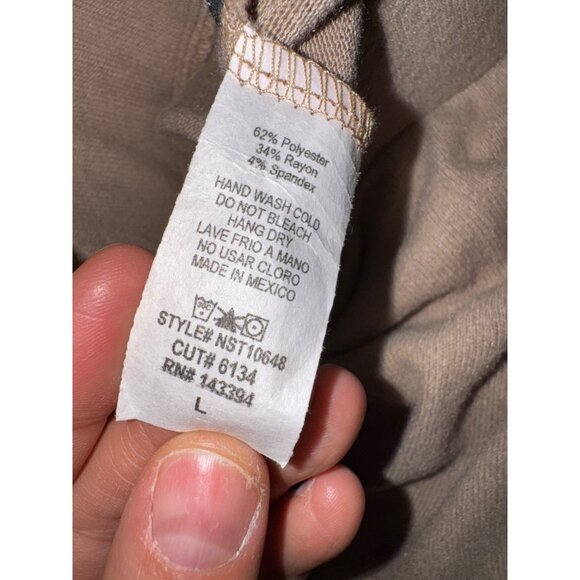 62% Polyester
34% Rayon
4% Spandex
HAND WASH COLD
DO NOT BLEACH
HANG DRY
LAVE FRIO A MANO
NO USAR CLORO
MADE IN MEXICO
STYLE# NST10648
CUT# 6134
RN# 143394
L